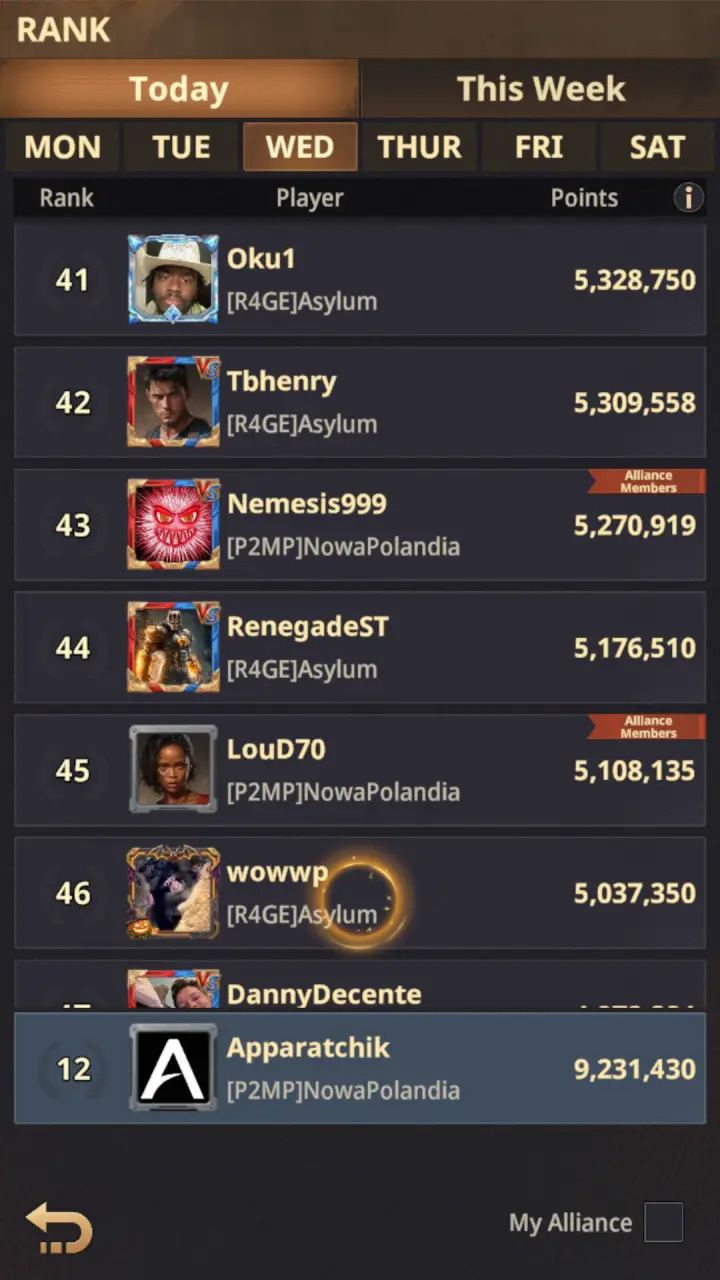 RANK
Today
This Week
MON
TUE
WED
THUR
FRI
SAT
Rank
Player
Points
41
Oku1
[R4GE]Asylum
5,328,750
42
Tbhenry
[R4GE]Asylum
5,309,558
43
Nemesis999
[P2MP]NowaPolandia
Alliance
Members
5,270,919
44
RenegadeST
[R4GE]Asylum
5,176,510
45
LouD70
[P2MP]NowaPolandia
Alliance
Members
5,108,135
46
wowwp
[R4GE]Asylum
5,037,350
DannyDecente
12
Apparatchik
[P2MP]NowaPolandia
9,231,430
My Alliance